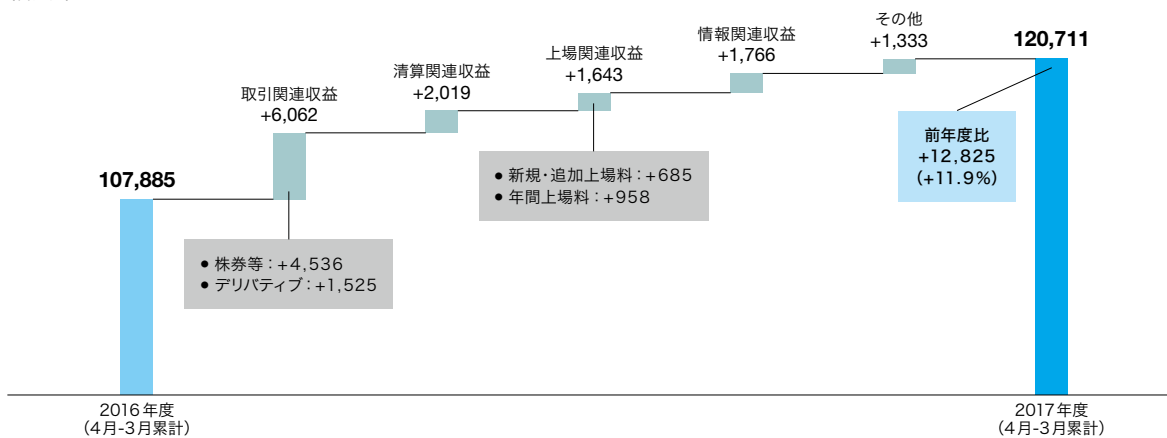 107,885
取引関連収益
+6,062
清算関連収益
+2,019
上場関連収益
+1,643
情報関連収益
+1,766
その他
+1,333
120,711
● 株券等：+4,536
● デリバティブ：+1,525
● 新規・追加上場料：+685
● 年間上場料：+958
前年度比
+12,825
（+11.9%）
2016年度
（4月-3月累計）
2017年度
（4月-3月累計）